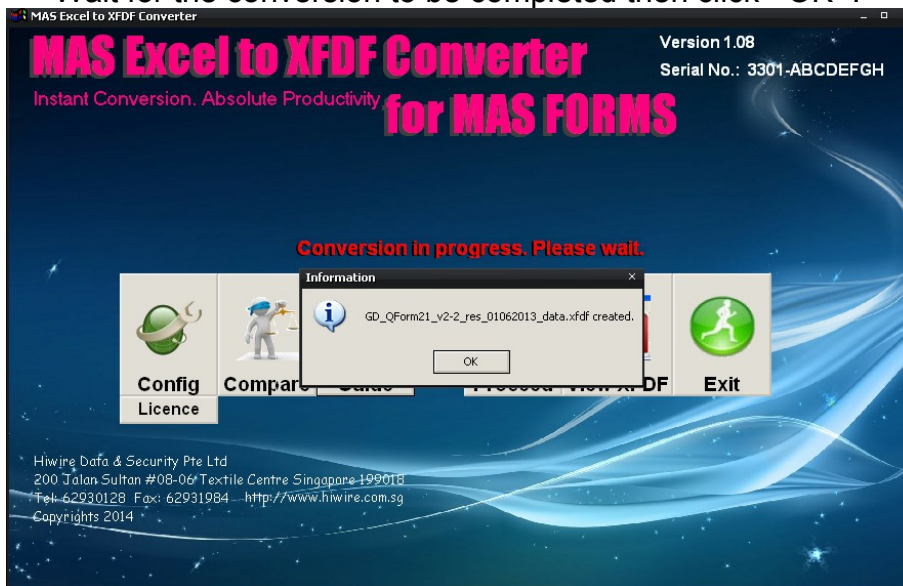 Wait for the conversion to be completed then click "OK".
MAS Excel to XFDF Converter
MAS Excel to XFDF Converter
for MAS FORMS
Instant Conversion. Absolute Productivity
Version 1.08
Serial No.: 3301-ABCDEFGH
Conversion in progress. Please wait.
Information
GD_QForm21_v2-2_res_01062013_data.xfdf created.
OK
Config
Compare
Guide
Proceed
View XFDF
Exit
Licence
Hiwire Data & Security Pte Ltd
200 Jalan Sultan #08-06 Textile Centre Singapore 199018
Tel: 62930128 Fax: 62931984 http://www.hiwire.com.sg
Copyrights 2014